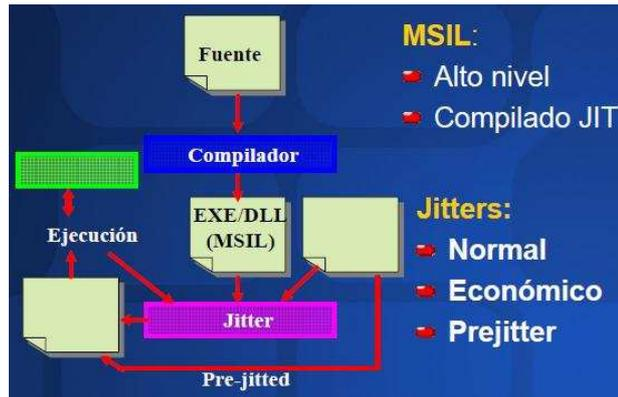 Fuente
Compilador
EXE/DLL
(MSIL)
Ejecución
Jitter
Pre-jitted
MSIL:
Alto nivel
Compilado JIT
Jitters:
Normal
Económico
Prejitter